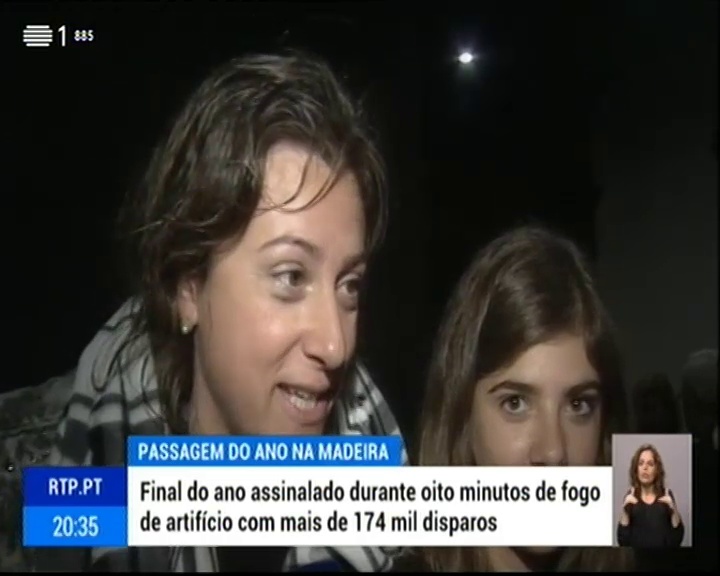 1 885
PASSAGEM DO ANO NA MADEIRA
RTP.PT
20:35
Final do ano assinalado durante oito minutos de fogo
de artifício com mais de 174 mil disparos